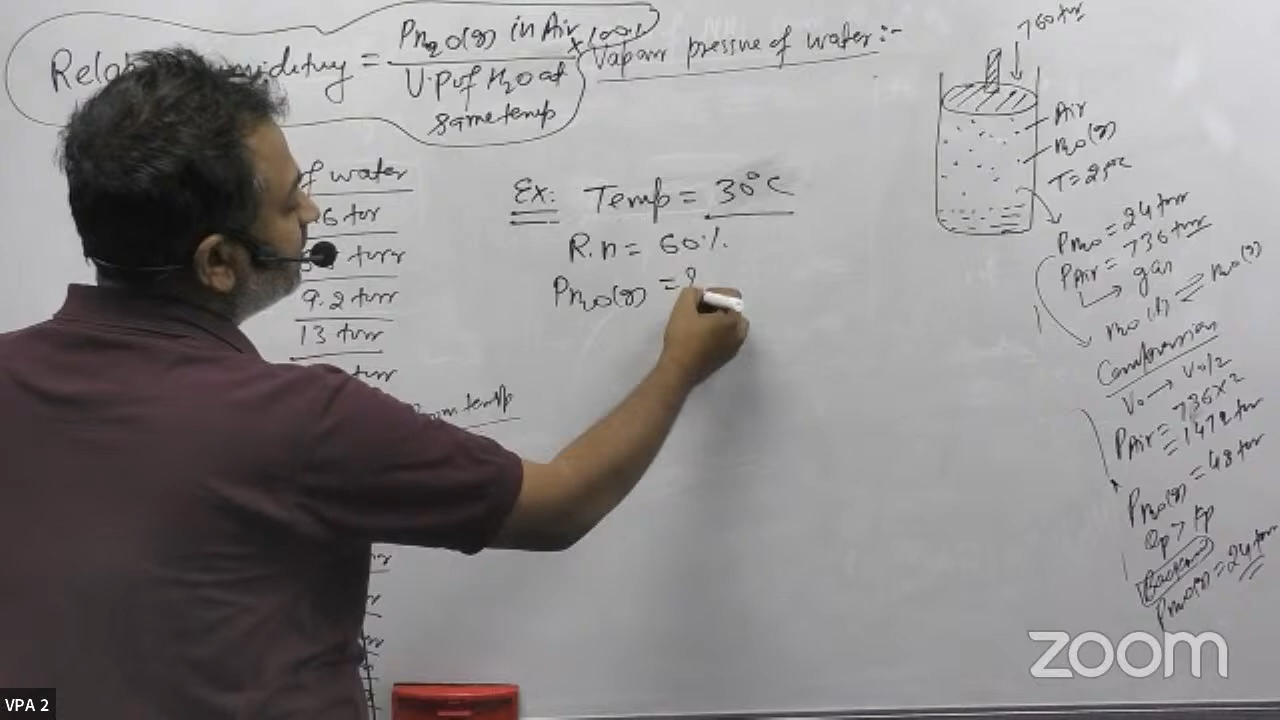 Relat midetuy = PH2O(g) in Air × 100%
V.P of H2O at
same temp
Vapour pressure of water :-
f water
6 torr
torr
9.2 torr
13 torr
torr
Room temp
Ex: Temp = 30°C
R.H = 60%
PH2O(g) = ?
760 torr
Air
H2O(g)
T = 25°C
PH2O = 24 torr
PAir = 736 torr
gas
H2O(l) ⇌ H2O(g)
Compression
V0 → V0/2
PAir = 736×2
= 1472 torr
PH2O(g) = 48 torr
Qp > Kp
Backward
PH2O(g) = 24 torr
zoom
VPA 2